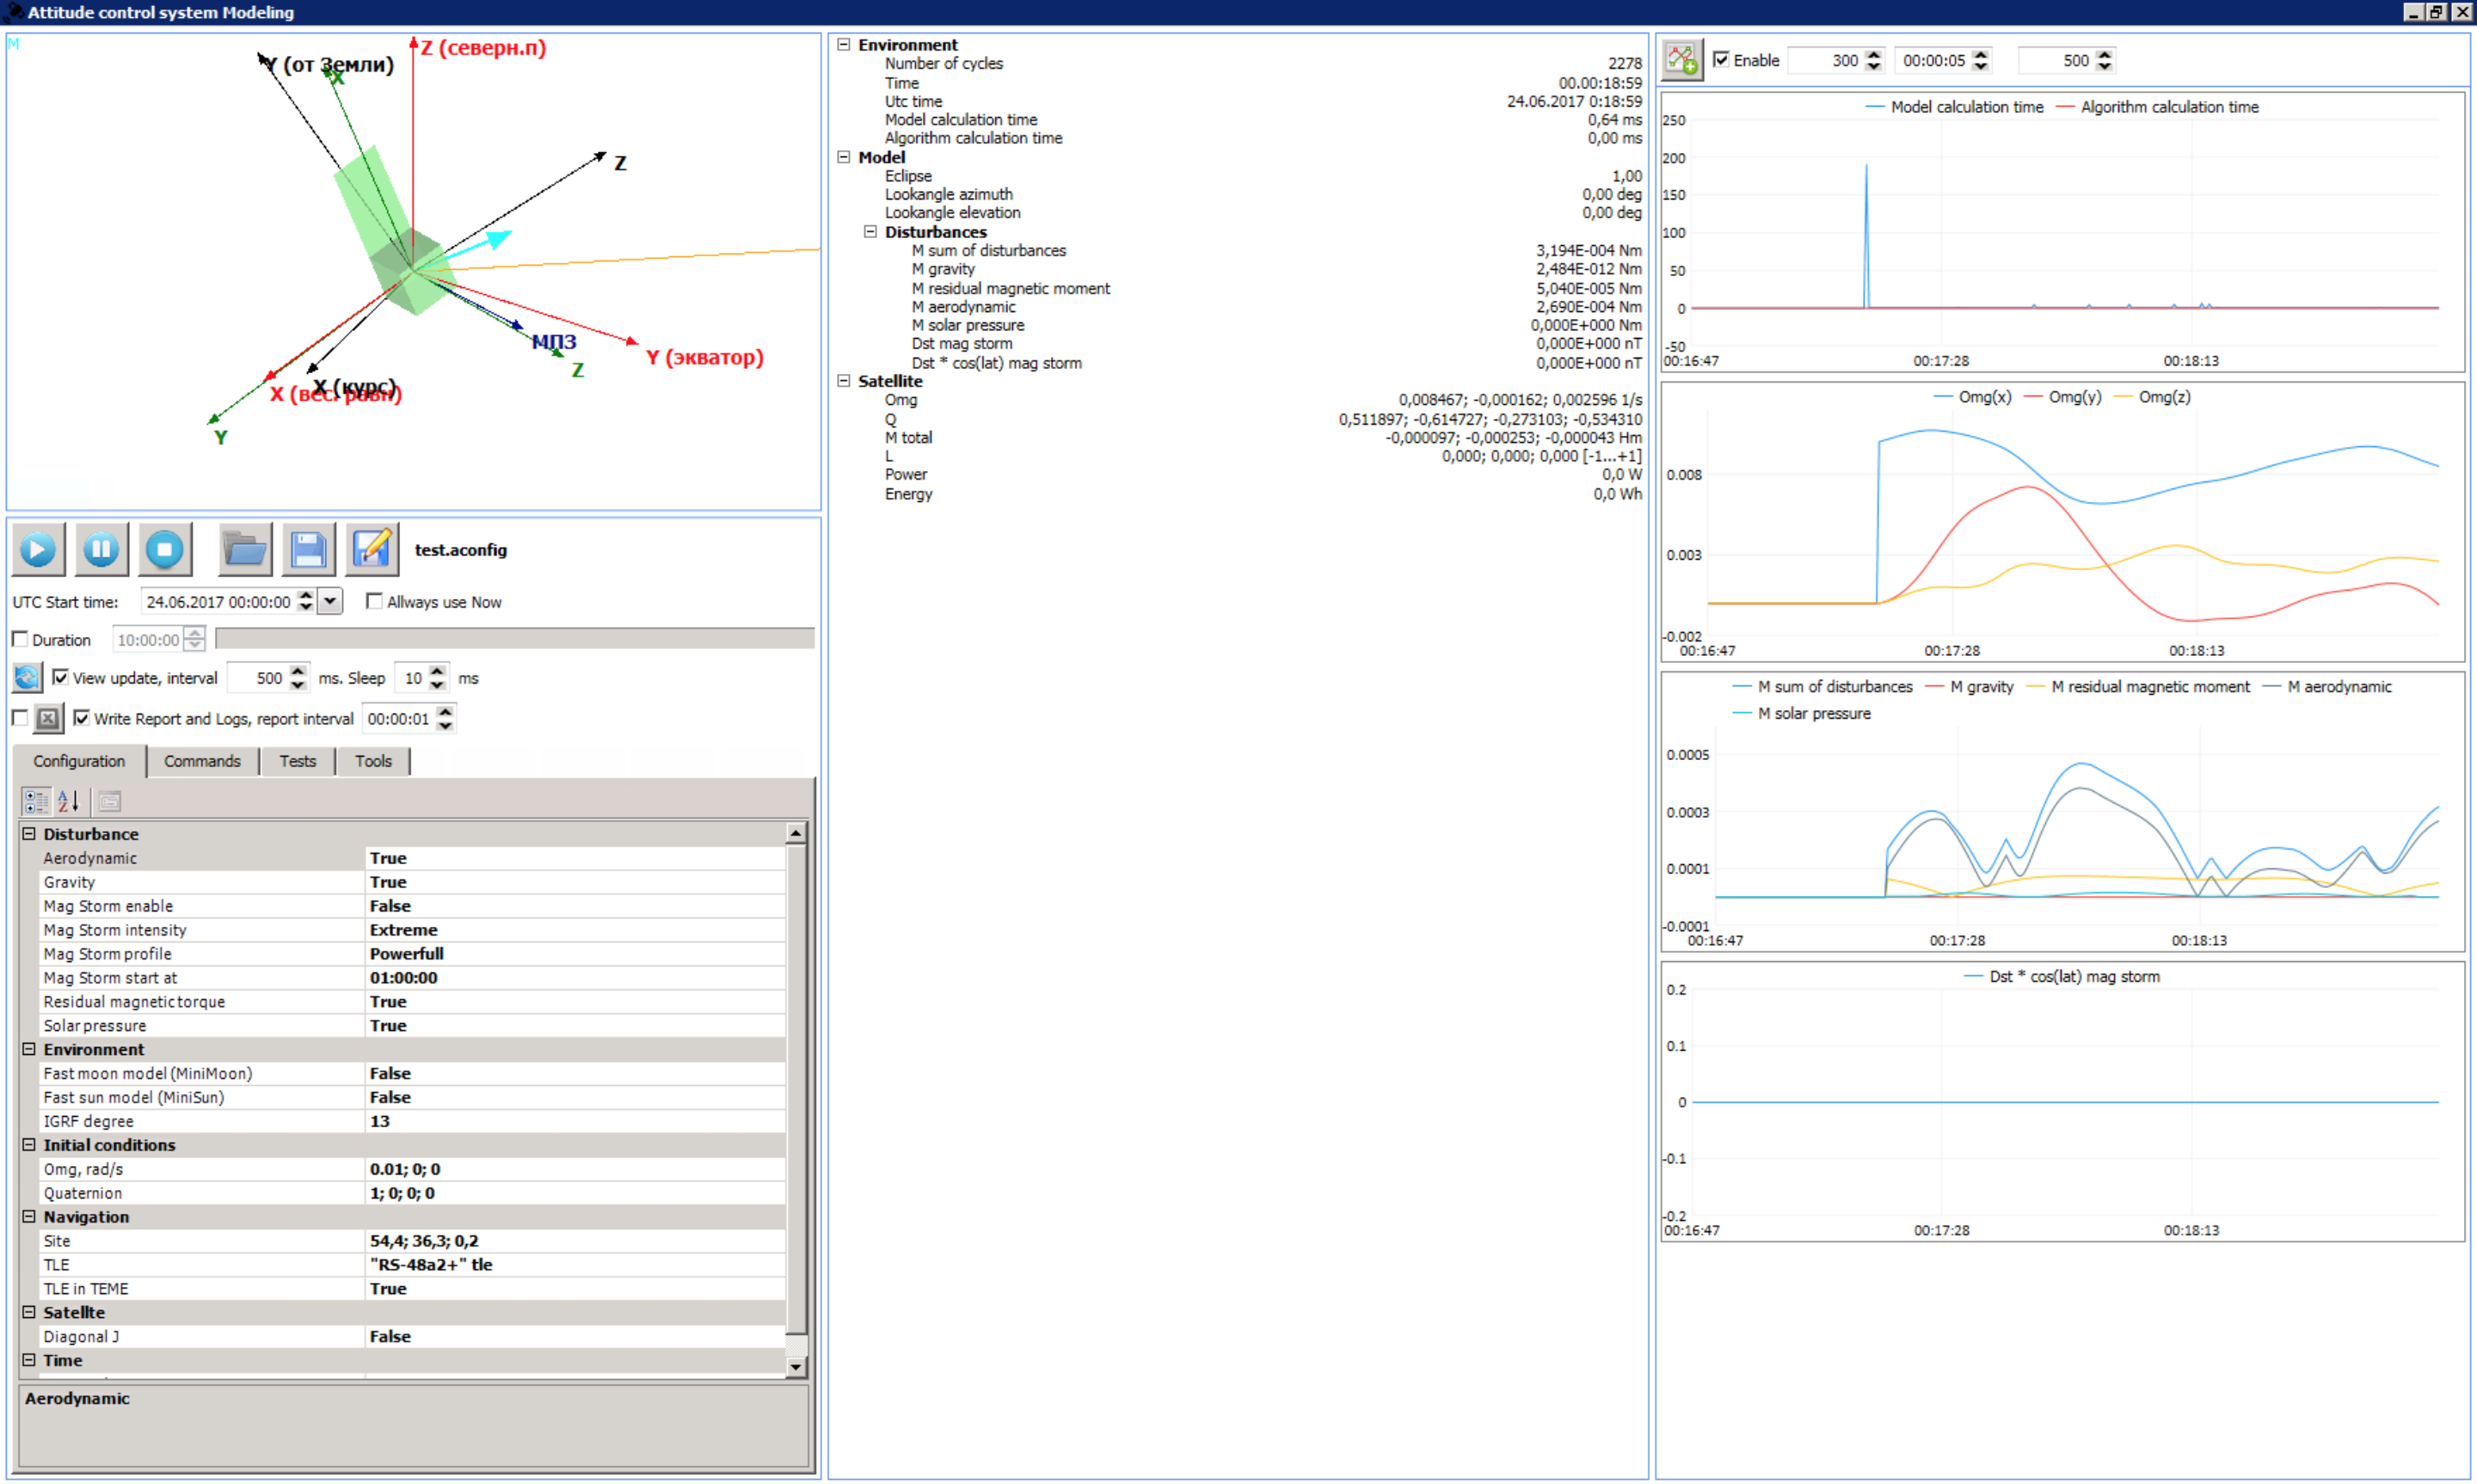 Attitude control system Modeling
M
Z (северн.п)
Y (от Земли)
X
Z
МПЗ
Z
Y (экватор)
X (курс)
X (вес. равн)
Y
test.aconfig
UTC Start time: 24.06.2017 00:00:00 Allways use Now
Duration 10:00:00
View update, interval 500 ms. Sleep 10 ms
Write Report and Logs, report interval 00:00:01
Configuration Commands Tests Tools
Disturbance
Aerodynamic True
Gravity True
Mag Storm enable False
Mag Storm intensity Extreme
Mag Storm profile Powerfull
Mag Storm start at 01:00:00
Residual magnetic torque True
Solar pressure True
Environment
Fast moon model (MiniMoon) False
Fast sun model (MiniSun) False
IGRF degree 13
Initial conditions
Omg, rad/s 0.01; 0; 0
Quaternion 1; 0; 0; 0
Navigation
Site 54,4; 36,3; 0,2
TLE "RS-48a2+" tle
TLE in TEME True
Satellte
Diagonal J False
Time
Aerodynamic
Environment
Number of cycles 2278
Time 00.00:18:59
Utc time 24.06.2017 0:18:59
Model calculation time 0,64 ms
Algorithm calculation time 0,00 ms
Model
Eclipse 1,00
Lookangle azimuth 0,00 deg
Lookangle elevation 0,00 deg
Disturbances
M sum of disturbances 3,194E-004 Nm
M gravity 2,484E-012 Nm
M residual magnetic moment 5,040E-005 Nm
M aerodynamic 2,690E-004 Nm
M solar pressure 0,000E+000 Nm
Dst mag storm 0,000E+000 nT
Dst * cos(lat) mag storm 0,000E+000 nT
Satellite
Omg 0,008467; -0,000162; 0,002596 1/s
Q 0,511897; -0,614727; -0,273103; -0,534310
M total -0,000097; -0,000253; -0,000043 Hm
L 0,000; 0,000; 0,000 [-1...+1]
Power 0,0 W
Energy 0,0 Wh
Enable 300 00:00:05 500
Model calculation time Algorithm calculation time
250
200
150
100
50
0
-50
00:16:47 00:17:28 00:18:13
Omg(x) Omg(y) Omg(z)
0.008
0.003
-0.002
00:16:47 00:17:28 00:18:13
M sum of disturbances M gravity M residual magnetic moment M aerodynamic
M solar pressure
0.0005
0.0003
0.0001
-0.0001
00:16:47 00:17:28 00:18:13
Dst * cos(lat) mag storm
0.2
0.1
0
-0.1
-0.2
00:16:47 00:17:28 00:18:13